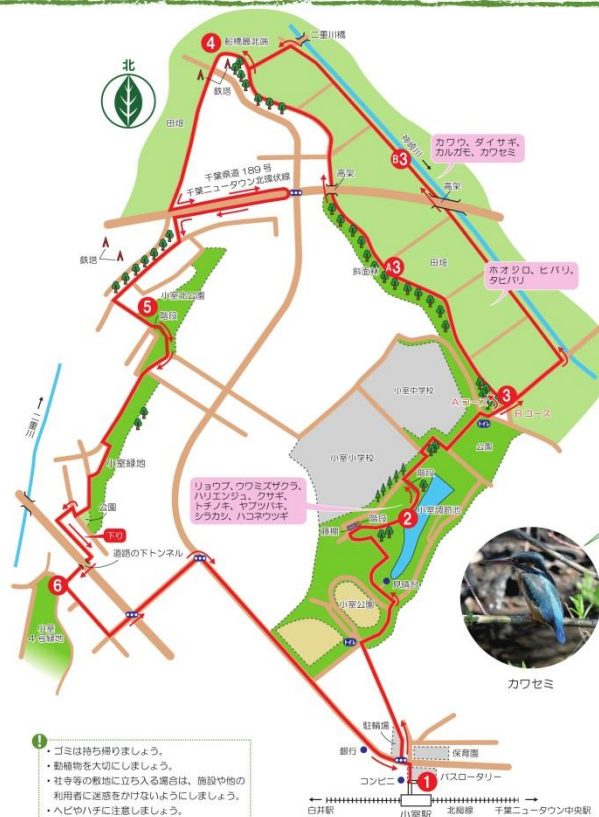 北
4
船橋最北端
二重川橋
鉄塔
田畑
神崎川
カワウ、ダイサギ、
カルガモ、カワセミ
B3
千葉県道 189号
千葉ニュータウン北環状線
高架
高架
鉄塔
斜面林
A3
田畑
ホオジロ、ヒバリ、
タヒバリ
小室北公園
5
階段
小室中学校
3
Aコース
Bコース
トイレ
公園
二重川
小室緑地
小室小学校
階段
リョウブ、ウワミズザクラ、
ハリエンジュ、クサギ、
トチノキ、ヤブツバキ、
シラカシ、ハコネウツギ
公園
下り
小室調節池
2
階段
藤棚
道路の下トンネル
見晴台
6
小室公園
小室
4号緑地
トイレ
カワセミ
駐輪場
保育園
銀行
バスロータリー
コンビニ
1
白井駅
小室駅
北総線
千葉ニュータウン中央駅
!
・ゴミは持ち帰りましょう。
・動植物を大切にしましょう。
・社寺等の敷地に立ち入る場合は、施設や他の
利用者に迷惑をかけないようにしましょう。
・ヘビやハチに注意しましょう。